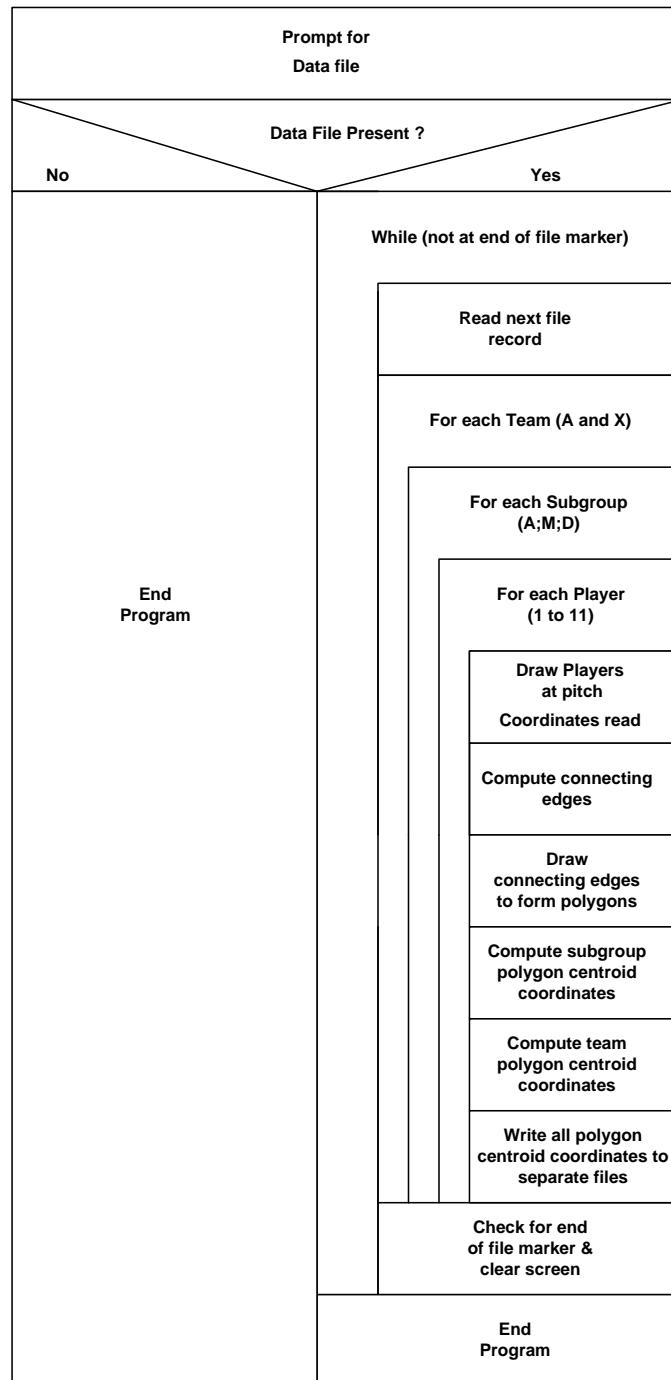 Prompt for
Data file
Data File Present ?
No
Yes
While (not at end of file marker)
Read next file
record
For each Team (A and X)
For each Subgroup
(A;M;D)
End
Program
For each Player
(1 to 11)
Draw Players
at pitch
Coordinates read
Compute connecting
edges
Draw
connecting edges
to form polygons
Compute subgroup
polygon centroid
coordinates
Compute team
polygon centroid
coordinates
Write all polygon
centroid coordinates to
separate files
Check for end
of file marker &
clear screen
End
Program